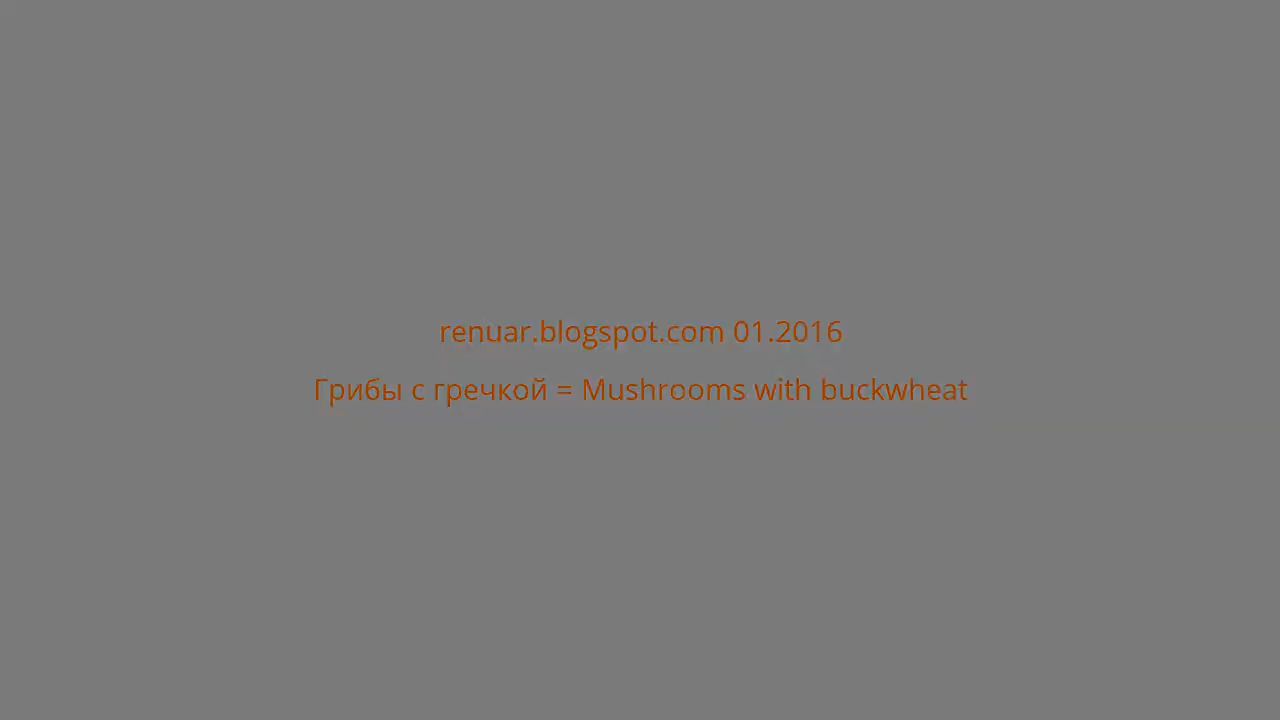 renuar.blogspot.com 01.2016
Грибы с гречкой = Mushrooms with buckwheat